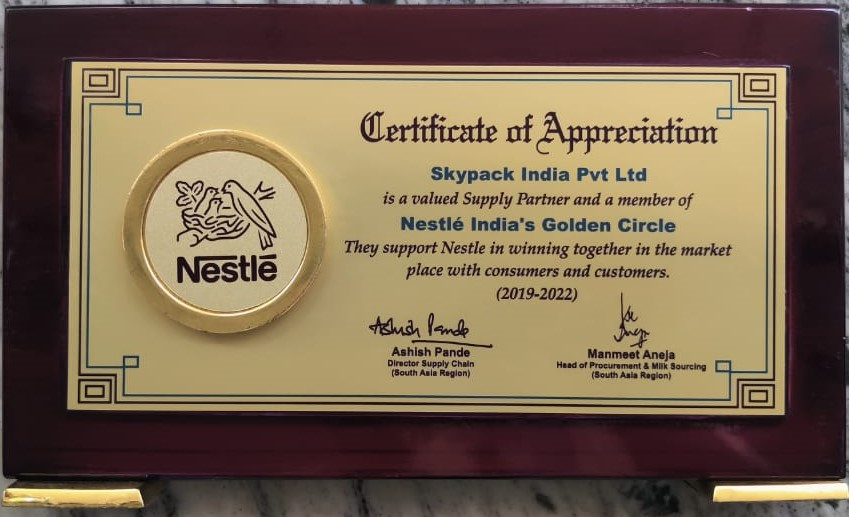 Certificate of Appreciation
Skypack India Pvt Ltd
is a valued Supply Partner and a member of
Nestlé India's Golden Circle
They support Nestle in winning together in the market
place with consumers and customers.
(2019-2022)
Nestlé
Ashish Pande
Ashish Pande
Director Supply Chain
(South Asia Region)
Manmeet Aneja
Head of Procurement & Milk Sourcing
(South Asia Region)